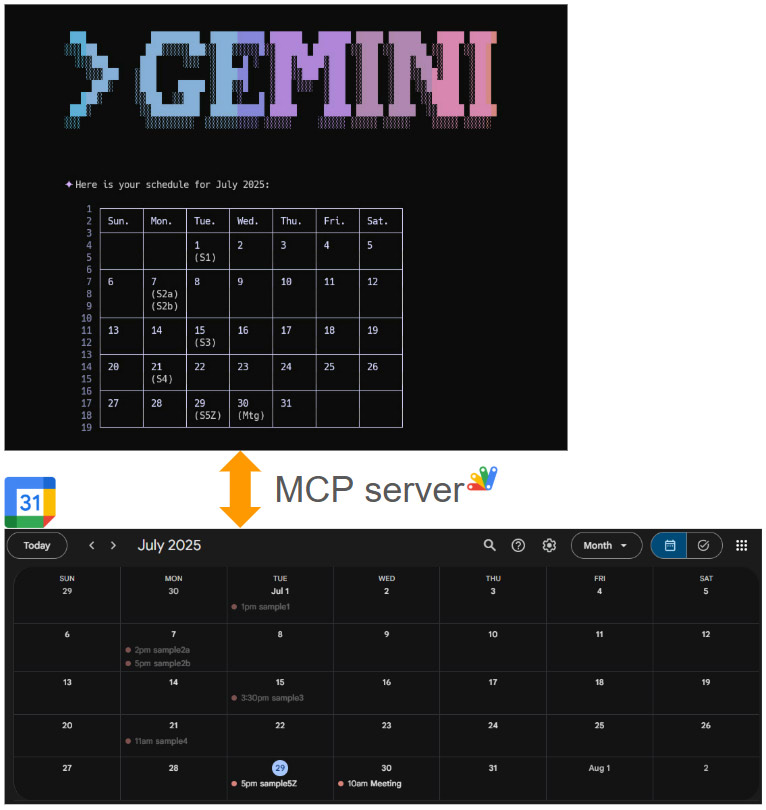 >GEMINI
✦ Here is your schedule for July 2025:
1
2 Sun. Mon. Tue. Wed. Thu. Fri. Sat.
3
4 1 2 3 4 5
5 (S1)
6
7 6 7 8 9 10 11 12
8 (S2a)
9 (S2b)
10
11 13 14 15 16 17 18 19
12 (S3)
13
14 20 21 22 23 24 25 26
15 (S4)
16
17 27 28 29 30 31
18 (S5Z) (Mtg)
19
MCP server
31
Today < > July 2025 Month
SUN MON TUE WED THU FRI SAT
29 30 Jul 1 2 3 4 5
1pm sample1
6 7 8 9 10 11 12
2pm sample2a
5pm sample2b
13 14 15 16 17 18 19
3:30pm sample3
20 21 22 23 24 25 26
11am sample4
27 28 29 30 31 Aug 1 2
5pm sample5Z 10am Meeting